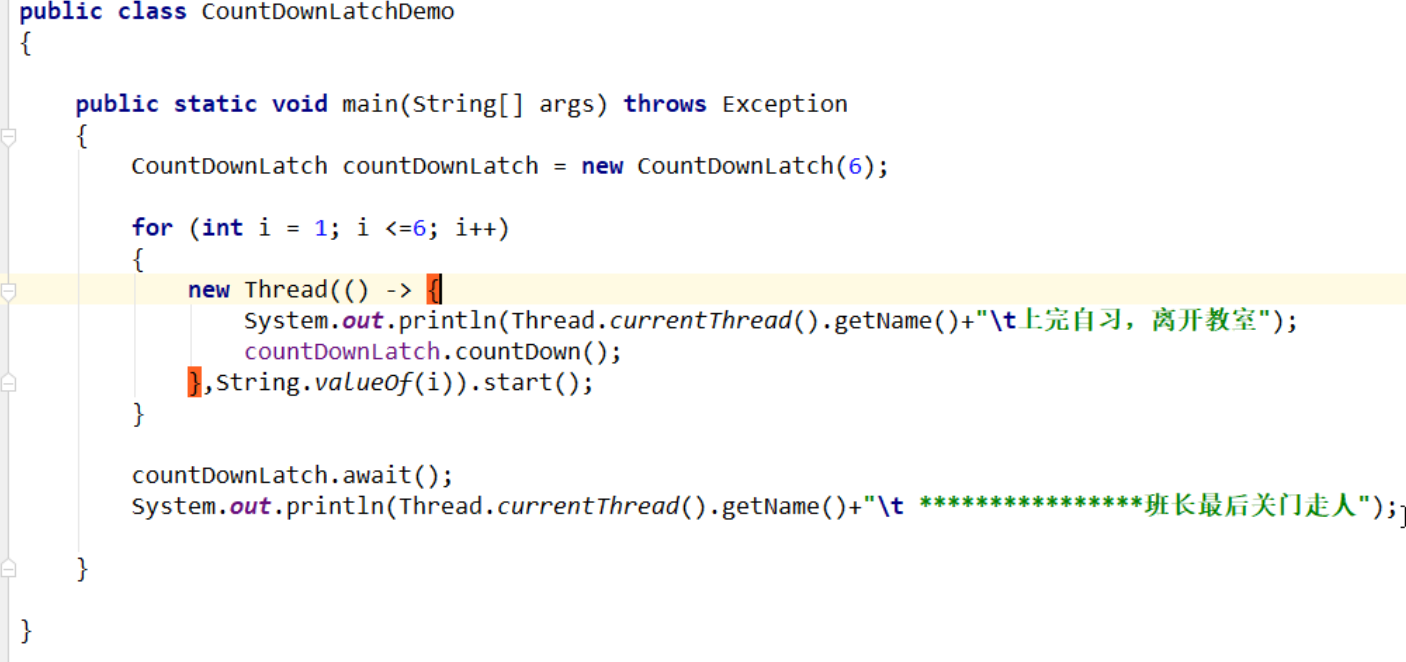 public class CountDownLatchDemo
{
public static void main(String[] args) throws Exception
{
CountDownLatch countDownLatch = new CountDownLatch(6);
for (int i = 1; i <=6; i++)
{
new Thread(() -> {
System.out.println(Thread.currentThread().getName()+"\t上完自习，离开教室");
countDownLatch.countDown();
},String.valueOf(i)).start();
}
countDownLatch.await();
System.out.println(Thread.currentThread().getName()+"\t ****************班长最后关门走人");
}
}